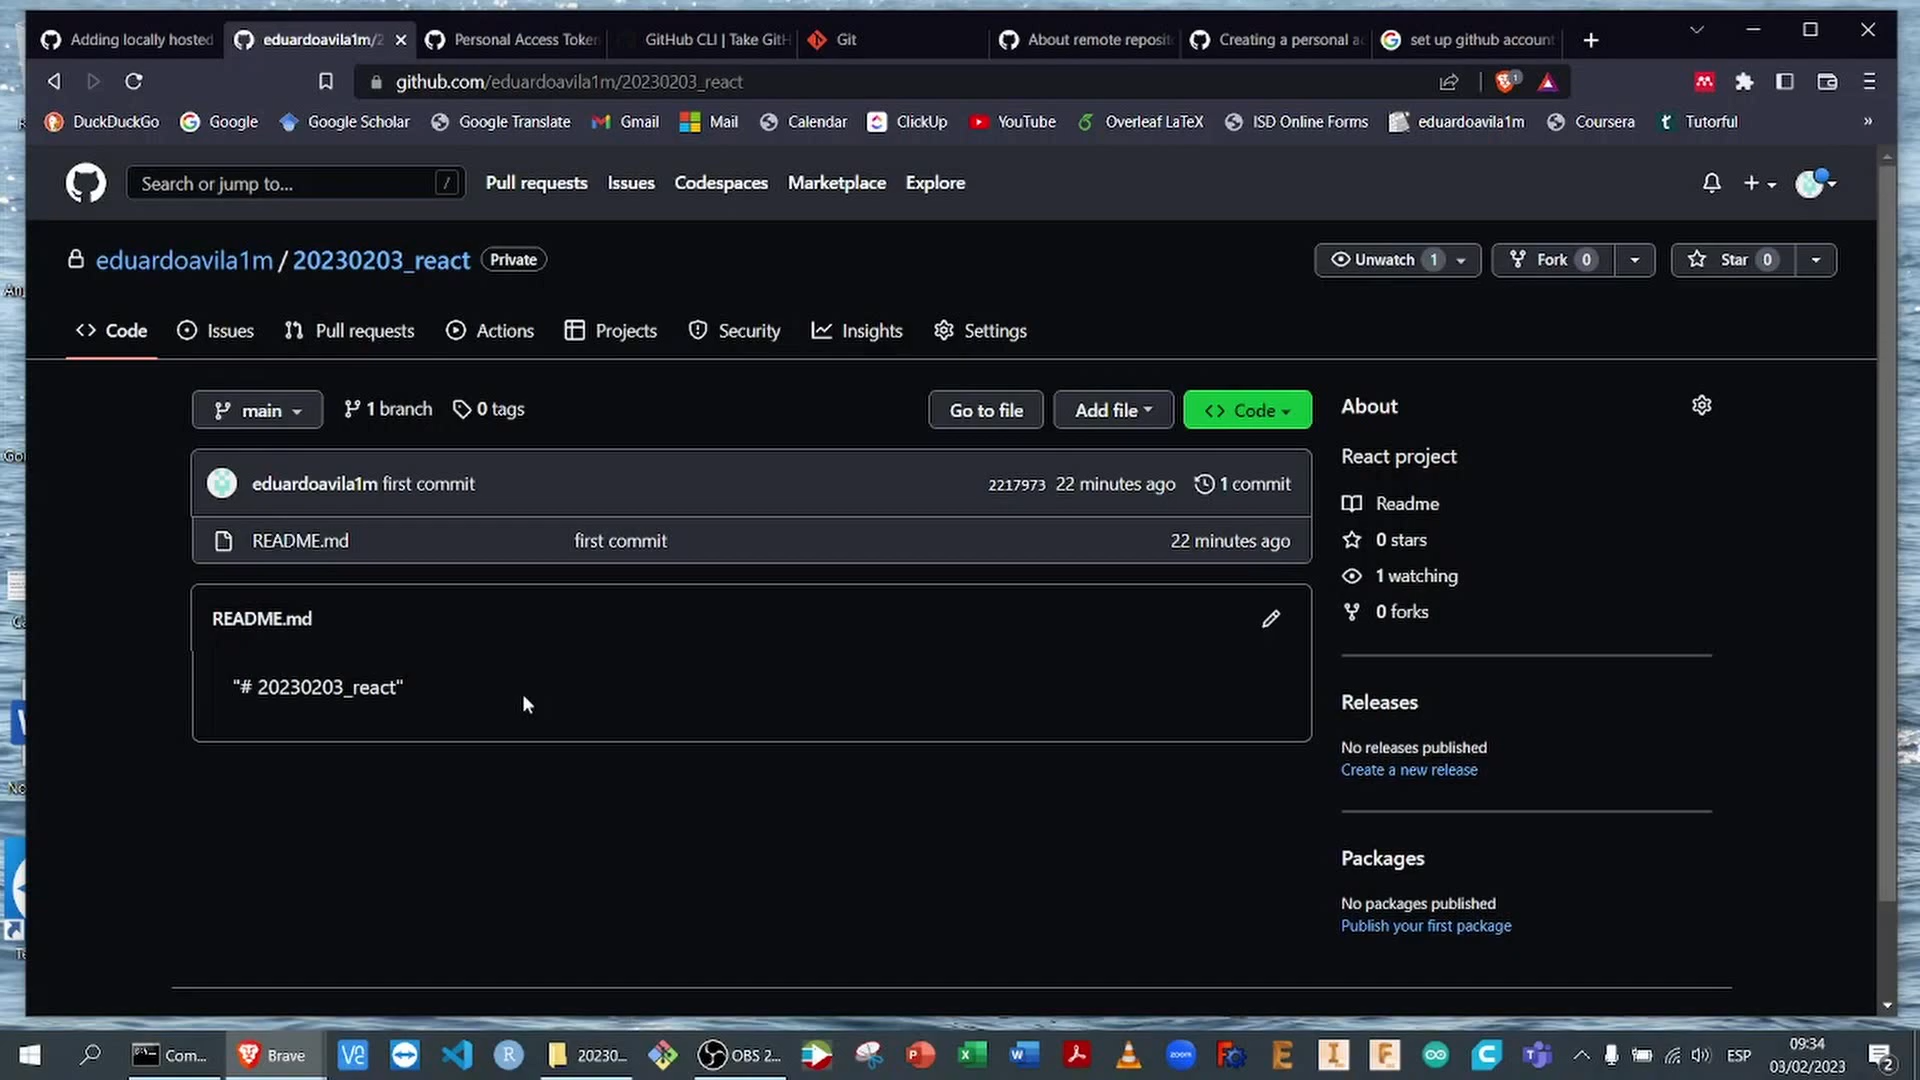 Adding locally hosted
eduardoavila1m/2
Personal Access Token
GitHub CLI | Take GitH
Git
About remote reposit
Creating a personal ac
set up github account
github.com/eduardoavila1m/20230203_react
1
DuckDuckGo
Google
Google Scholar
Google Translate
Gmail
Mail
Calendar
ClickUp
YouTube
Overleaf LaTeX
ISD Online Forms
eduardoavila1m
Coursera
Tutorful
»
Search or jump to...
/
Pull requests
Issues
Codespaces
Marketplace
Explore
eduardoavila1m / 20230203_react
Private
Unwatch 1
Fork 0
Star 0
Code
Issues
Pull requests
Actions
Projects
Security
Insights
Settings
main
1 branch
0 tags
Go to file
Add file
Code
About
React project
eduardoavila1m first commit
2217973 22 minutes ago
1 commit
Readme
README.md
first commit
22 minutes ago
0 stars
1 watching
0 forks
README.md
"# 20230203_react"
Releases
No releases published
Create a new release
Packages
No packages published
Publish your first package
Com...
Brave
20230...
OBS 2...
zoom
ESP
09:34
03/02/2023
2